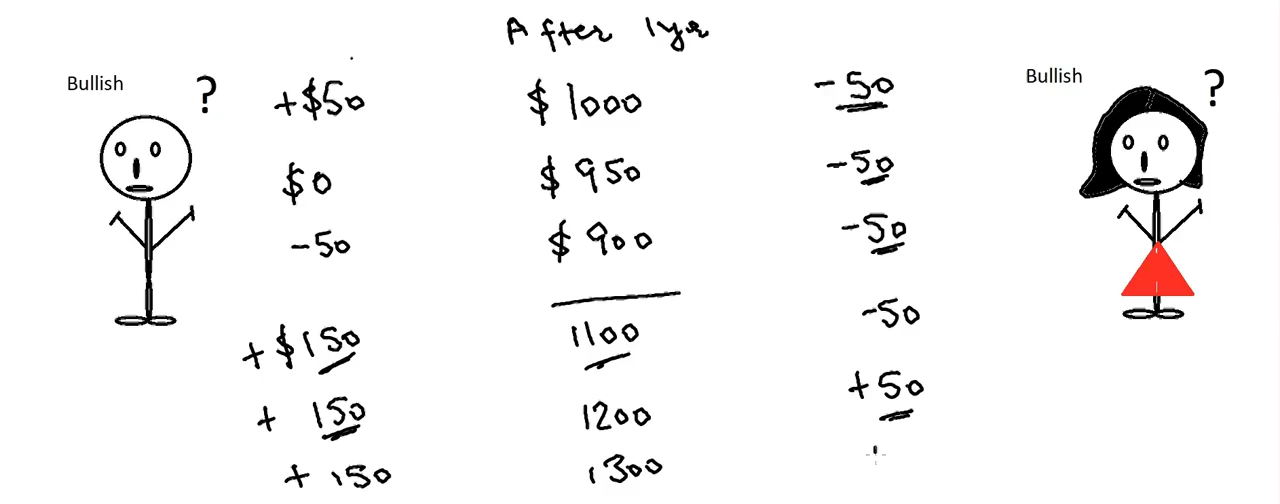 After 1yr
Bullish ? +$50 $1000 -50 Bullish ?
$0 $950 -50
-50 $900 -50
+$150 1100 -50
+ 150 1200 +50
+ 150 1300